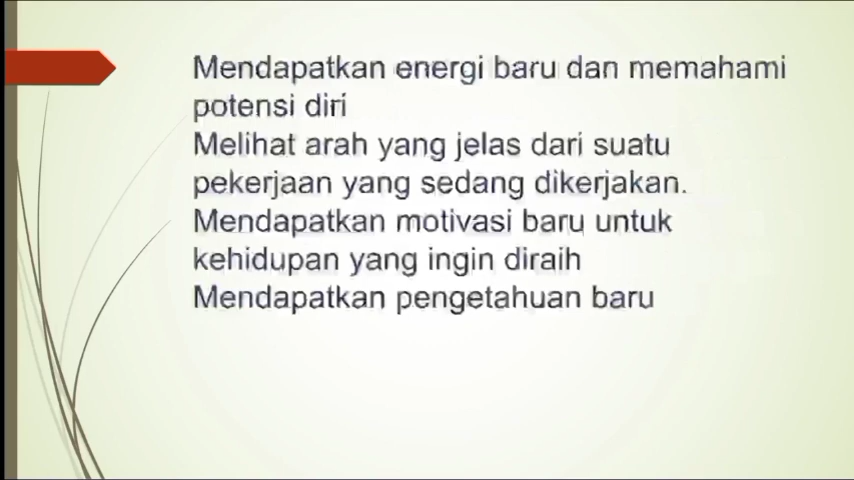 Mendapatkan energi baru dan memahami
potensi diri
Melihat arah yang jelas dari suatu
pekerjaan yang sedang dikerjakan.
Mendapatkan motivasi baru untuk
kehidupan yang ingin diraih
Mendapatkan pengetahuan baru